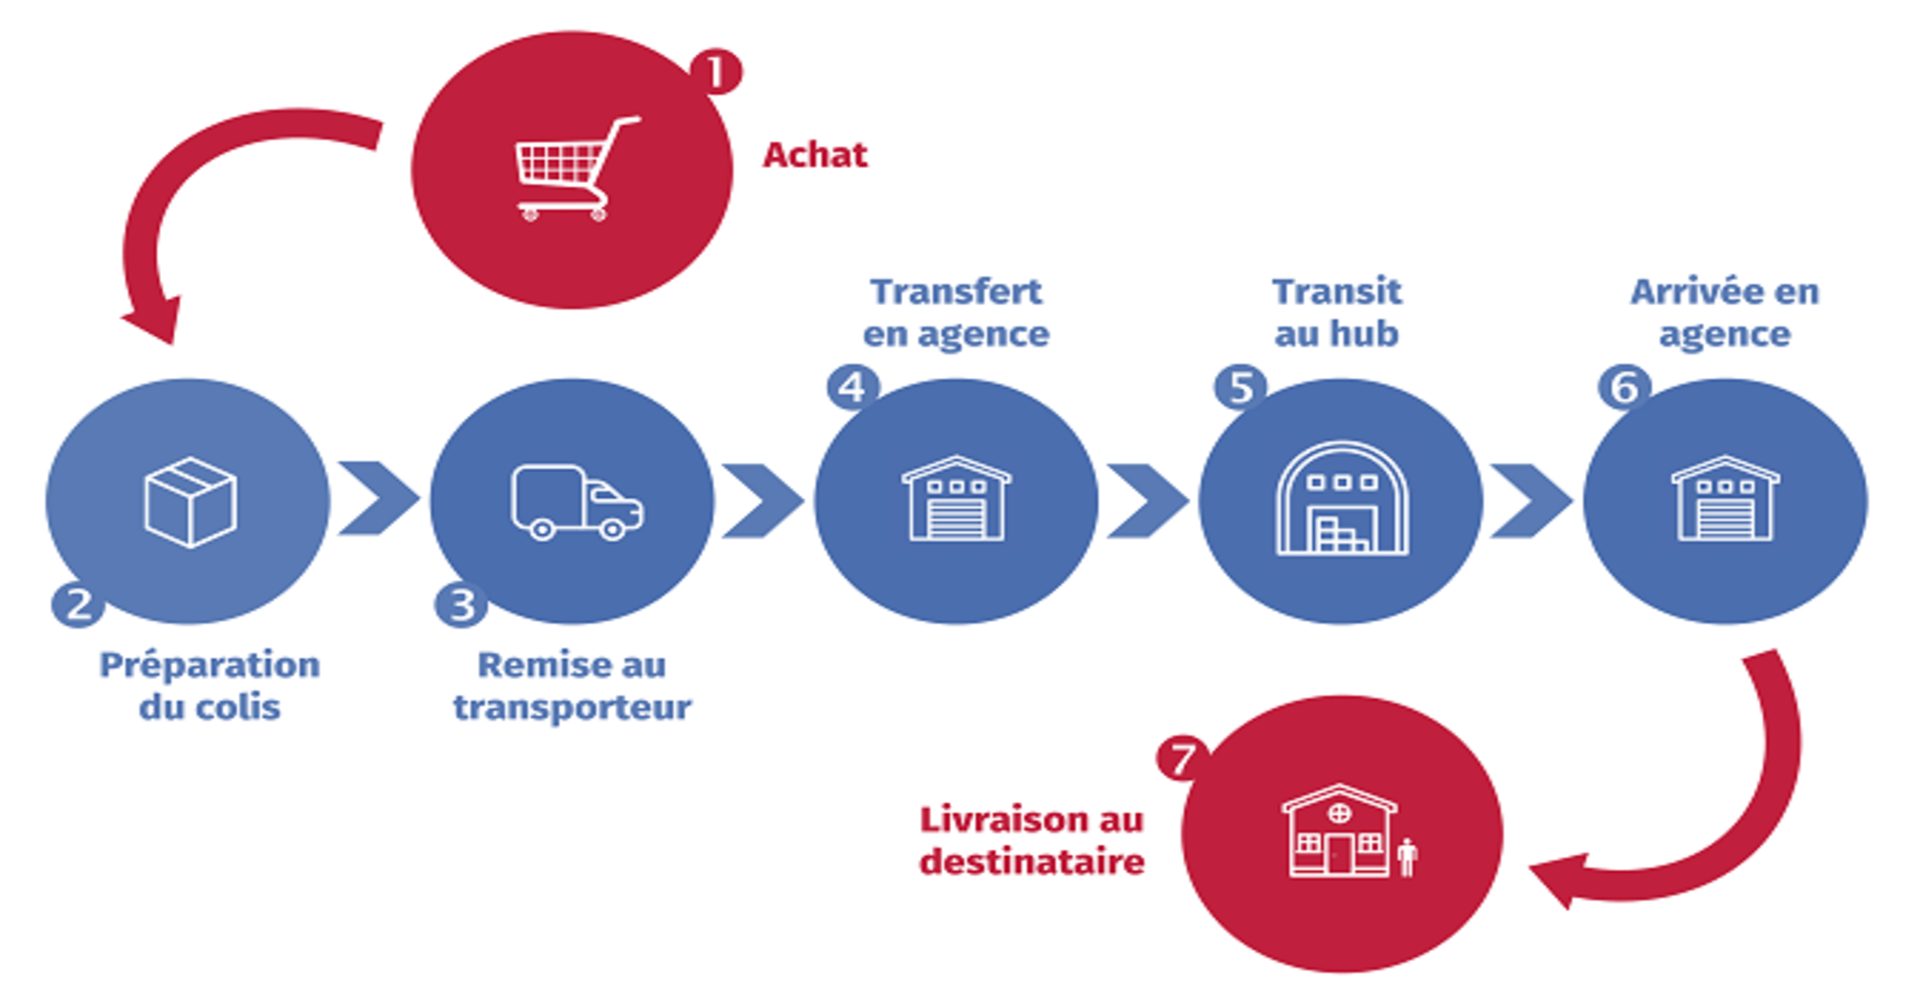 1
Achat
2
Préparation
du colis
3
Remise au
transporteur
4
Transfert
en agence
5
Transit
au hub
6
Arrivée en
agence
7
Livraison au
destinataire